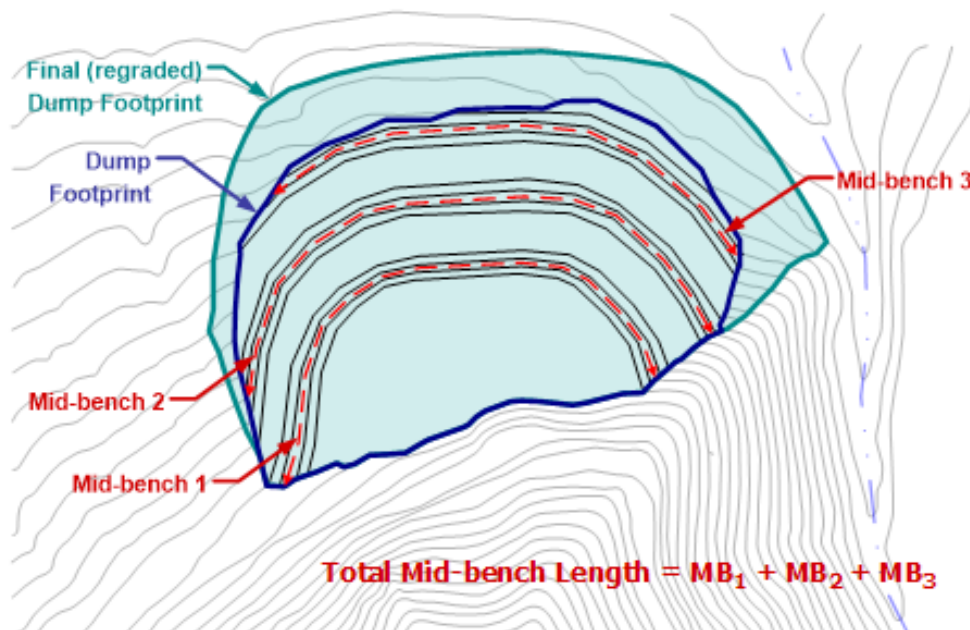 Final (regraded)
Dump Footprint
Dump
Footprint
Mid-bench 3
Mid-bench 2
Mid-bench 1
Total Mid-bench Length = MB₁ + MB₂ + MB₃